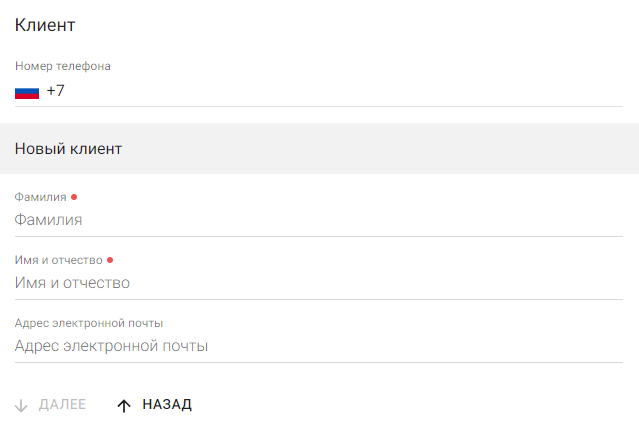 Клиент
Номер телефона
+7
Новый клиент
Фамилия
Фамилия
Имя и отчество
Имя и отчество
Адрес электронной почты
Адрес электронной почты
ДАЛЕЕ НАЗАД